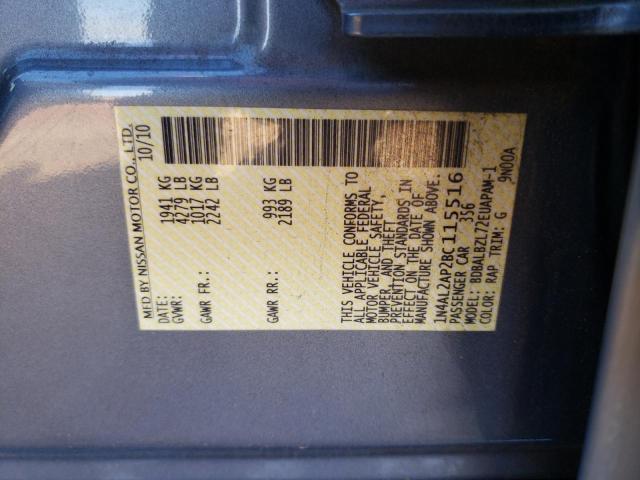 MFD BY NISSAN MOTOR CO., LTD.
DATE: 10/10
GVWR: 1941 KG
4279 LB
GAWR FR.: 1017 KG
2242 LB
GAWR RR.: 993 KG
2189 LB
THIS VEHICLE CONFORMS TO
ALL APPLICABLE FEDERAL
MOTOR VEHICLE SAFETY,
BUMPER, AND THEFT
PREVENTION STANDARDS IN
EFFECT ON THE DATE OF
MANUFACTURE SHOWN ABOVE.
1N4AL2AP2BC115516
PASSENGER CAR 356
MODEL: BDBALBZL72EUAPAM-1
COLOR: RAP TRIM: G 9N00A